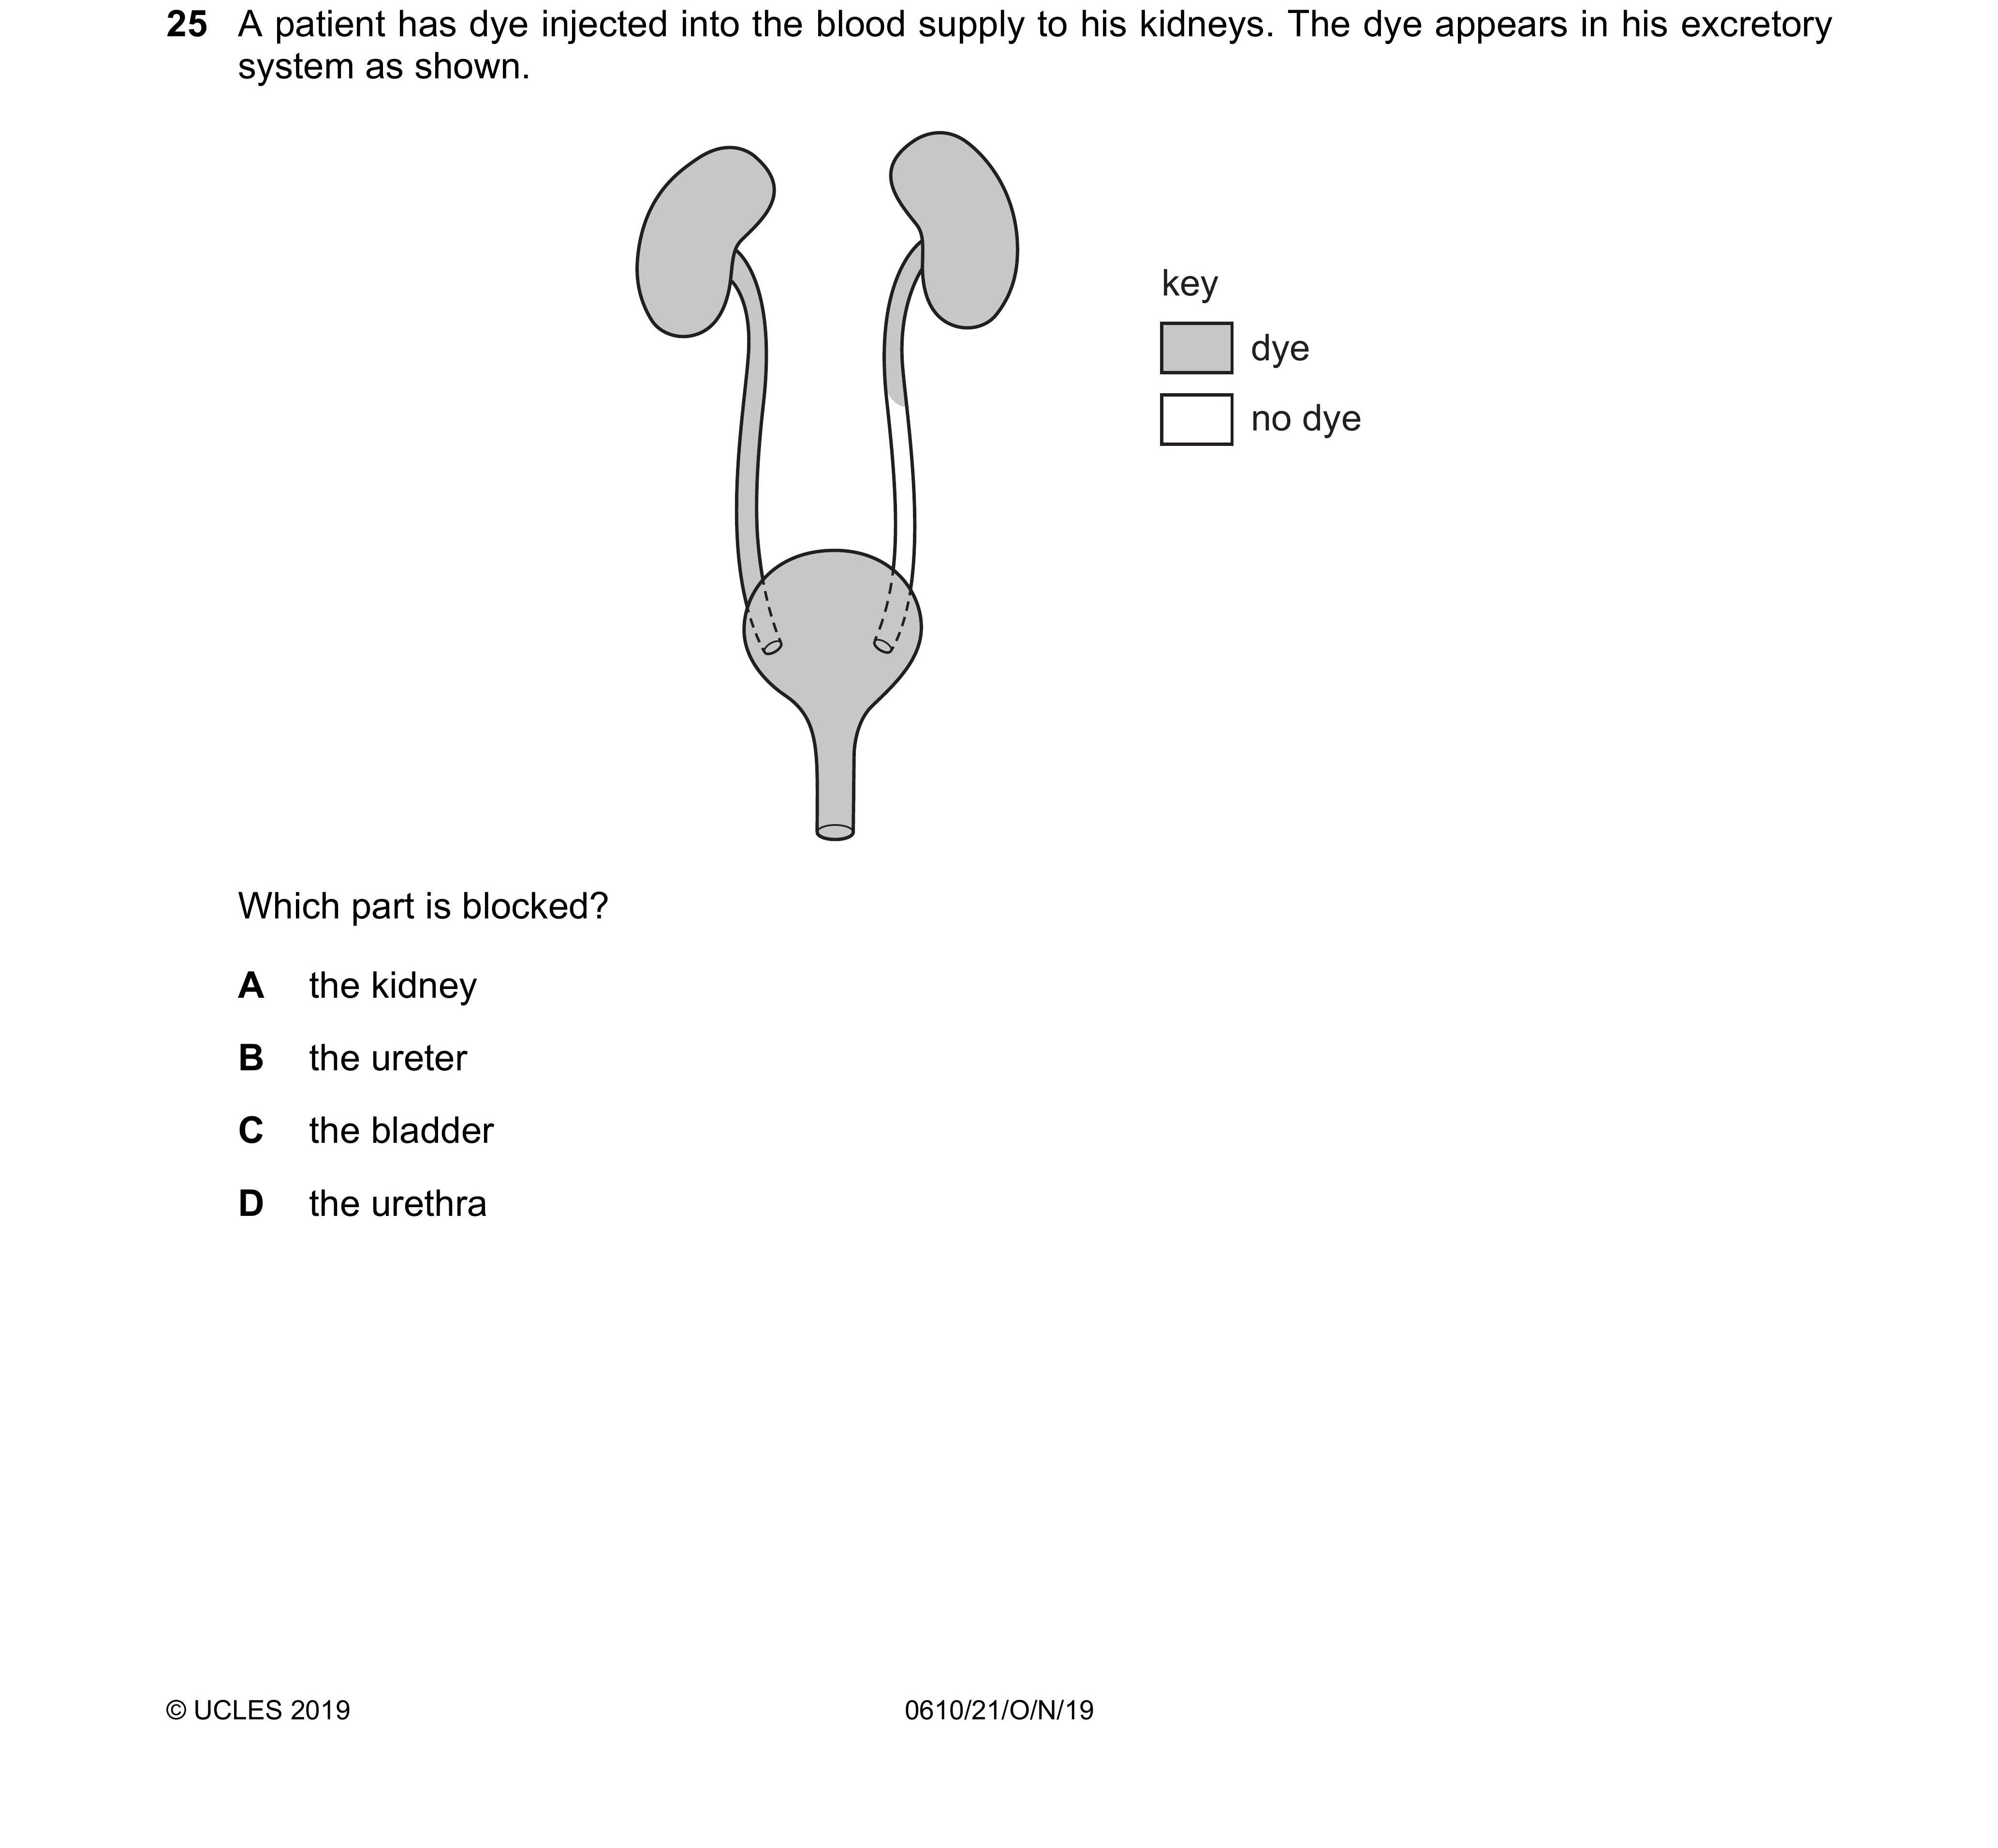 25 A patient has dye injected into the blood supply to his kidneys. The dye appears in his excretory
system as shown.
key
dye
no dye
Which part is blocked?
A the kidney
B the ureter
C the bladder
D the urethra
© UCLES 2019 0610/21/O/N/19